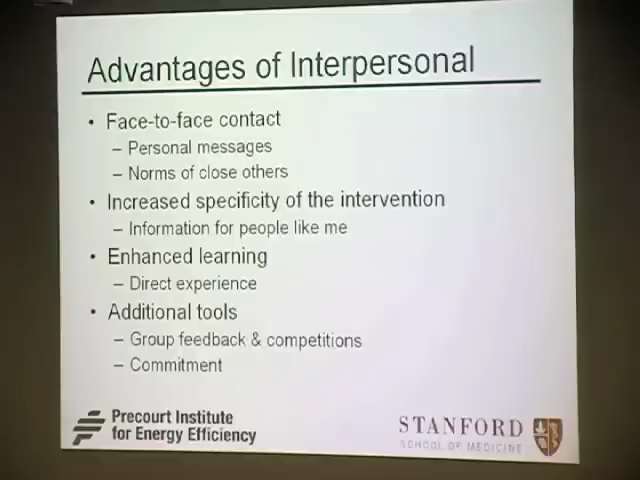 Advantages of Interpersonal
• Face-to-face contact
– Personal messages
– Norms of close others
• Increased specificity of the intervention
– Information for people like me
• Enhanced learning
– Direct experience
• Additional tools
– Group feedback & competitions
– Commitment
Precourt Institute
for Energy Efficiency
STANFORD
SCHOOL OF MEDICINE